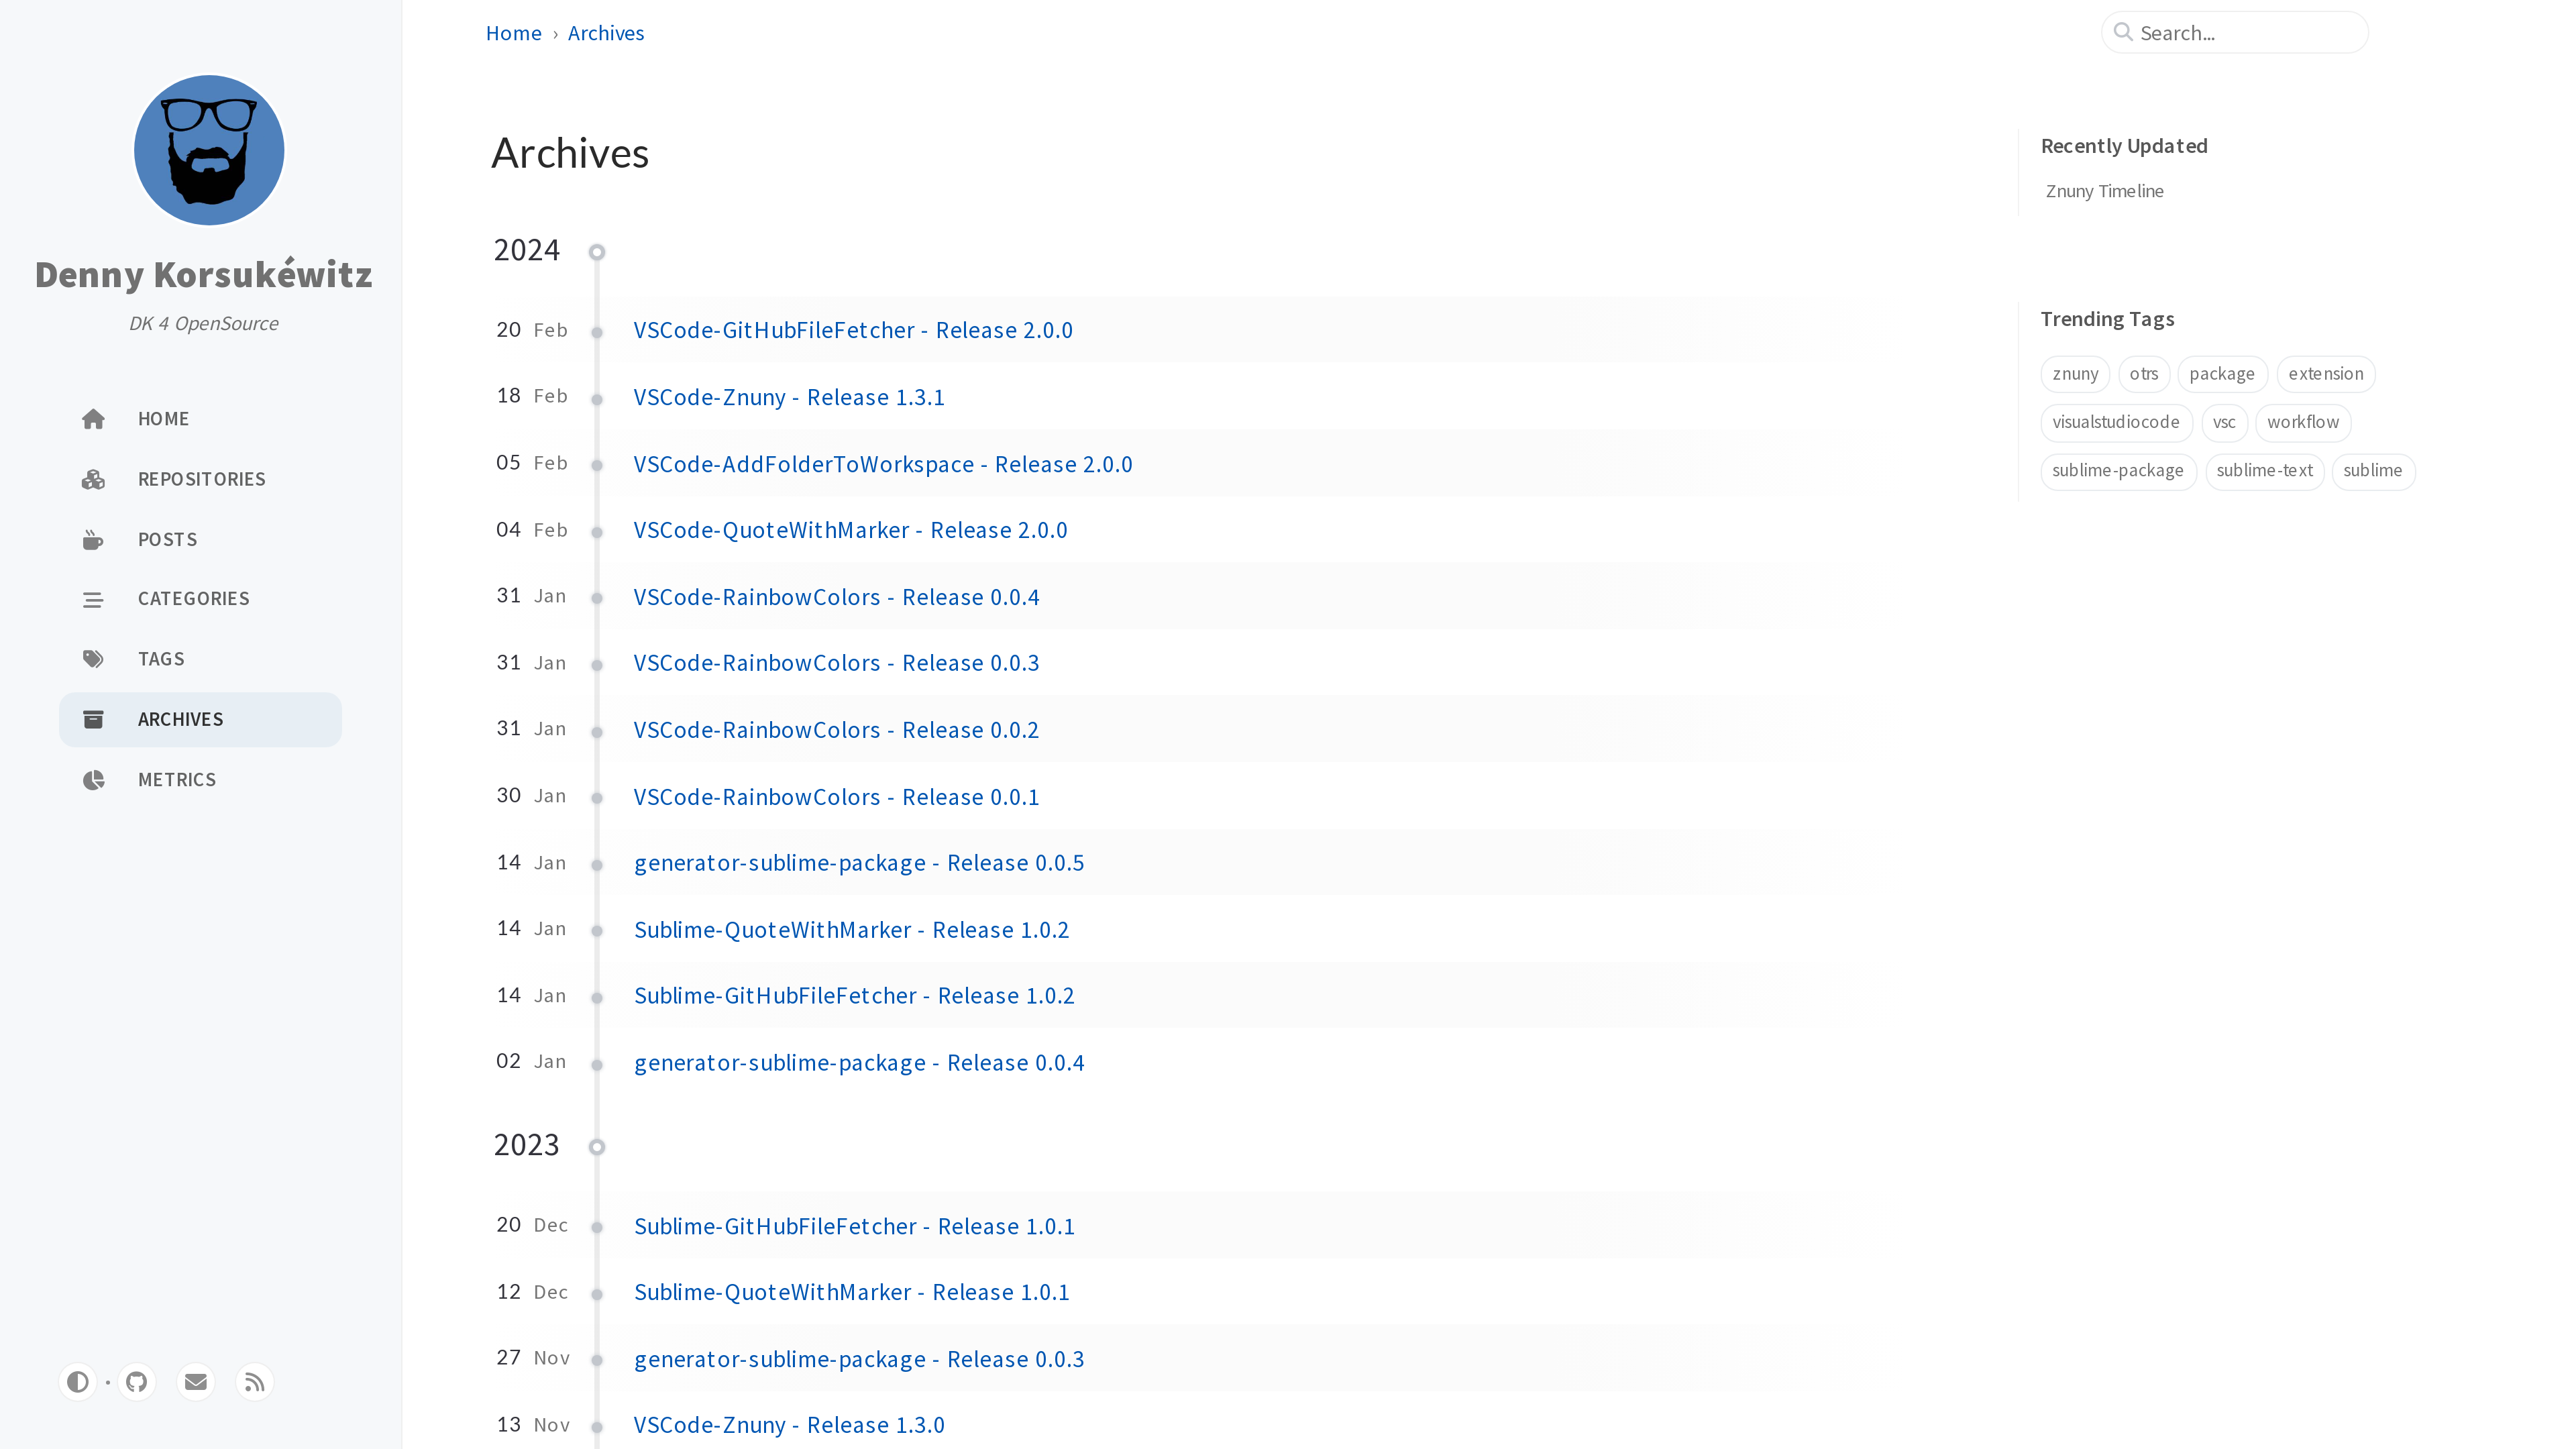 Denny Korsukéwitz
DK 4 OpenSource
HOME
REPOSITORIES
POSTS
CATEGORIES
TAGS
ARCHIVES
METRICS
Home › Archives
Search...
Archives
2024
20 Feb VSCode-GitHubFileFetcher - Release 2.0.0
18 Feb VSCode-Znuny - Release 1.3.1
05 Feb VSCode-AddFolderToWorkspace - Release 2.0.0
04 Feb VSCode-QuoteWithMarker - Release 2.0.0
31 Jan VSCode-RainbowColors - Release 0.0.4
31 Jan VSCode-RainbowColors - Release 0.0.3
31 Jan VSCode-RainbowColors - Release 0.0.2
30 Jan VSCode-RainbowColors - Release 0.0.1
14 Jan generator-sublime-package - Release 0.0.5
14 Jan Sublime-QuoteWithMarker - Release 1.0.2
14 Jan Sublime-GitHubFileFetcher - Release 1.0.2
02 Jan generator-sublime-package - Release 0.0.4
2023
20 Dec Sublime-GitHubFileFetcher - Release 1.0.1
12 Dec Sublime-QuoteWithMarker - Release 1.0.1
27 Nov generator-sublime-package - Release 0.0.3
13 Nov VSCode-Znuny - Release 1.3.0
Recently Updated
Znuny Timeline
Trending Tags
znuny otrs package extension
visualstudiocode vsc workflow
sublime-package sublime-text sublime